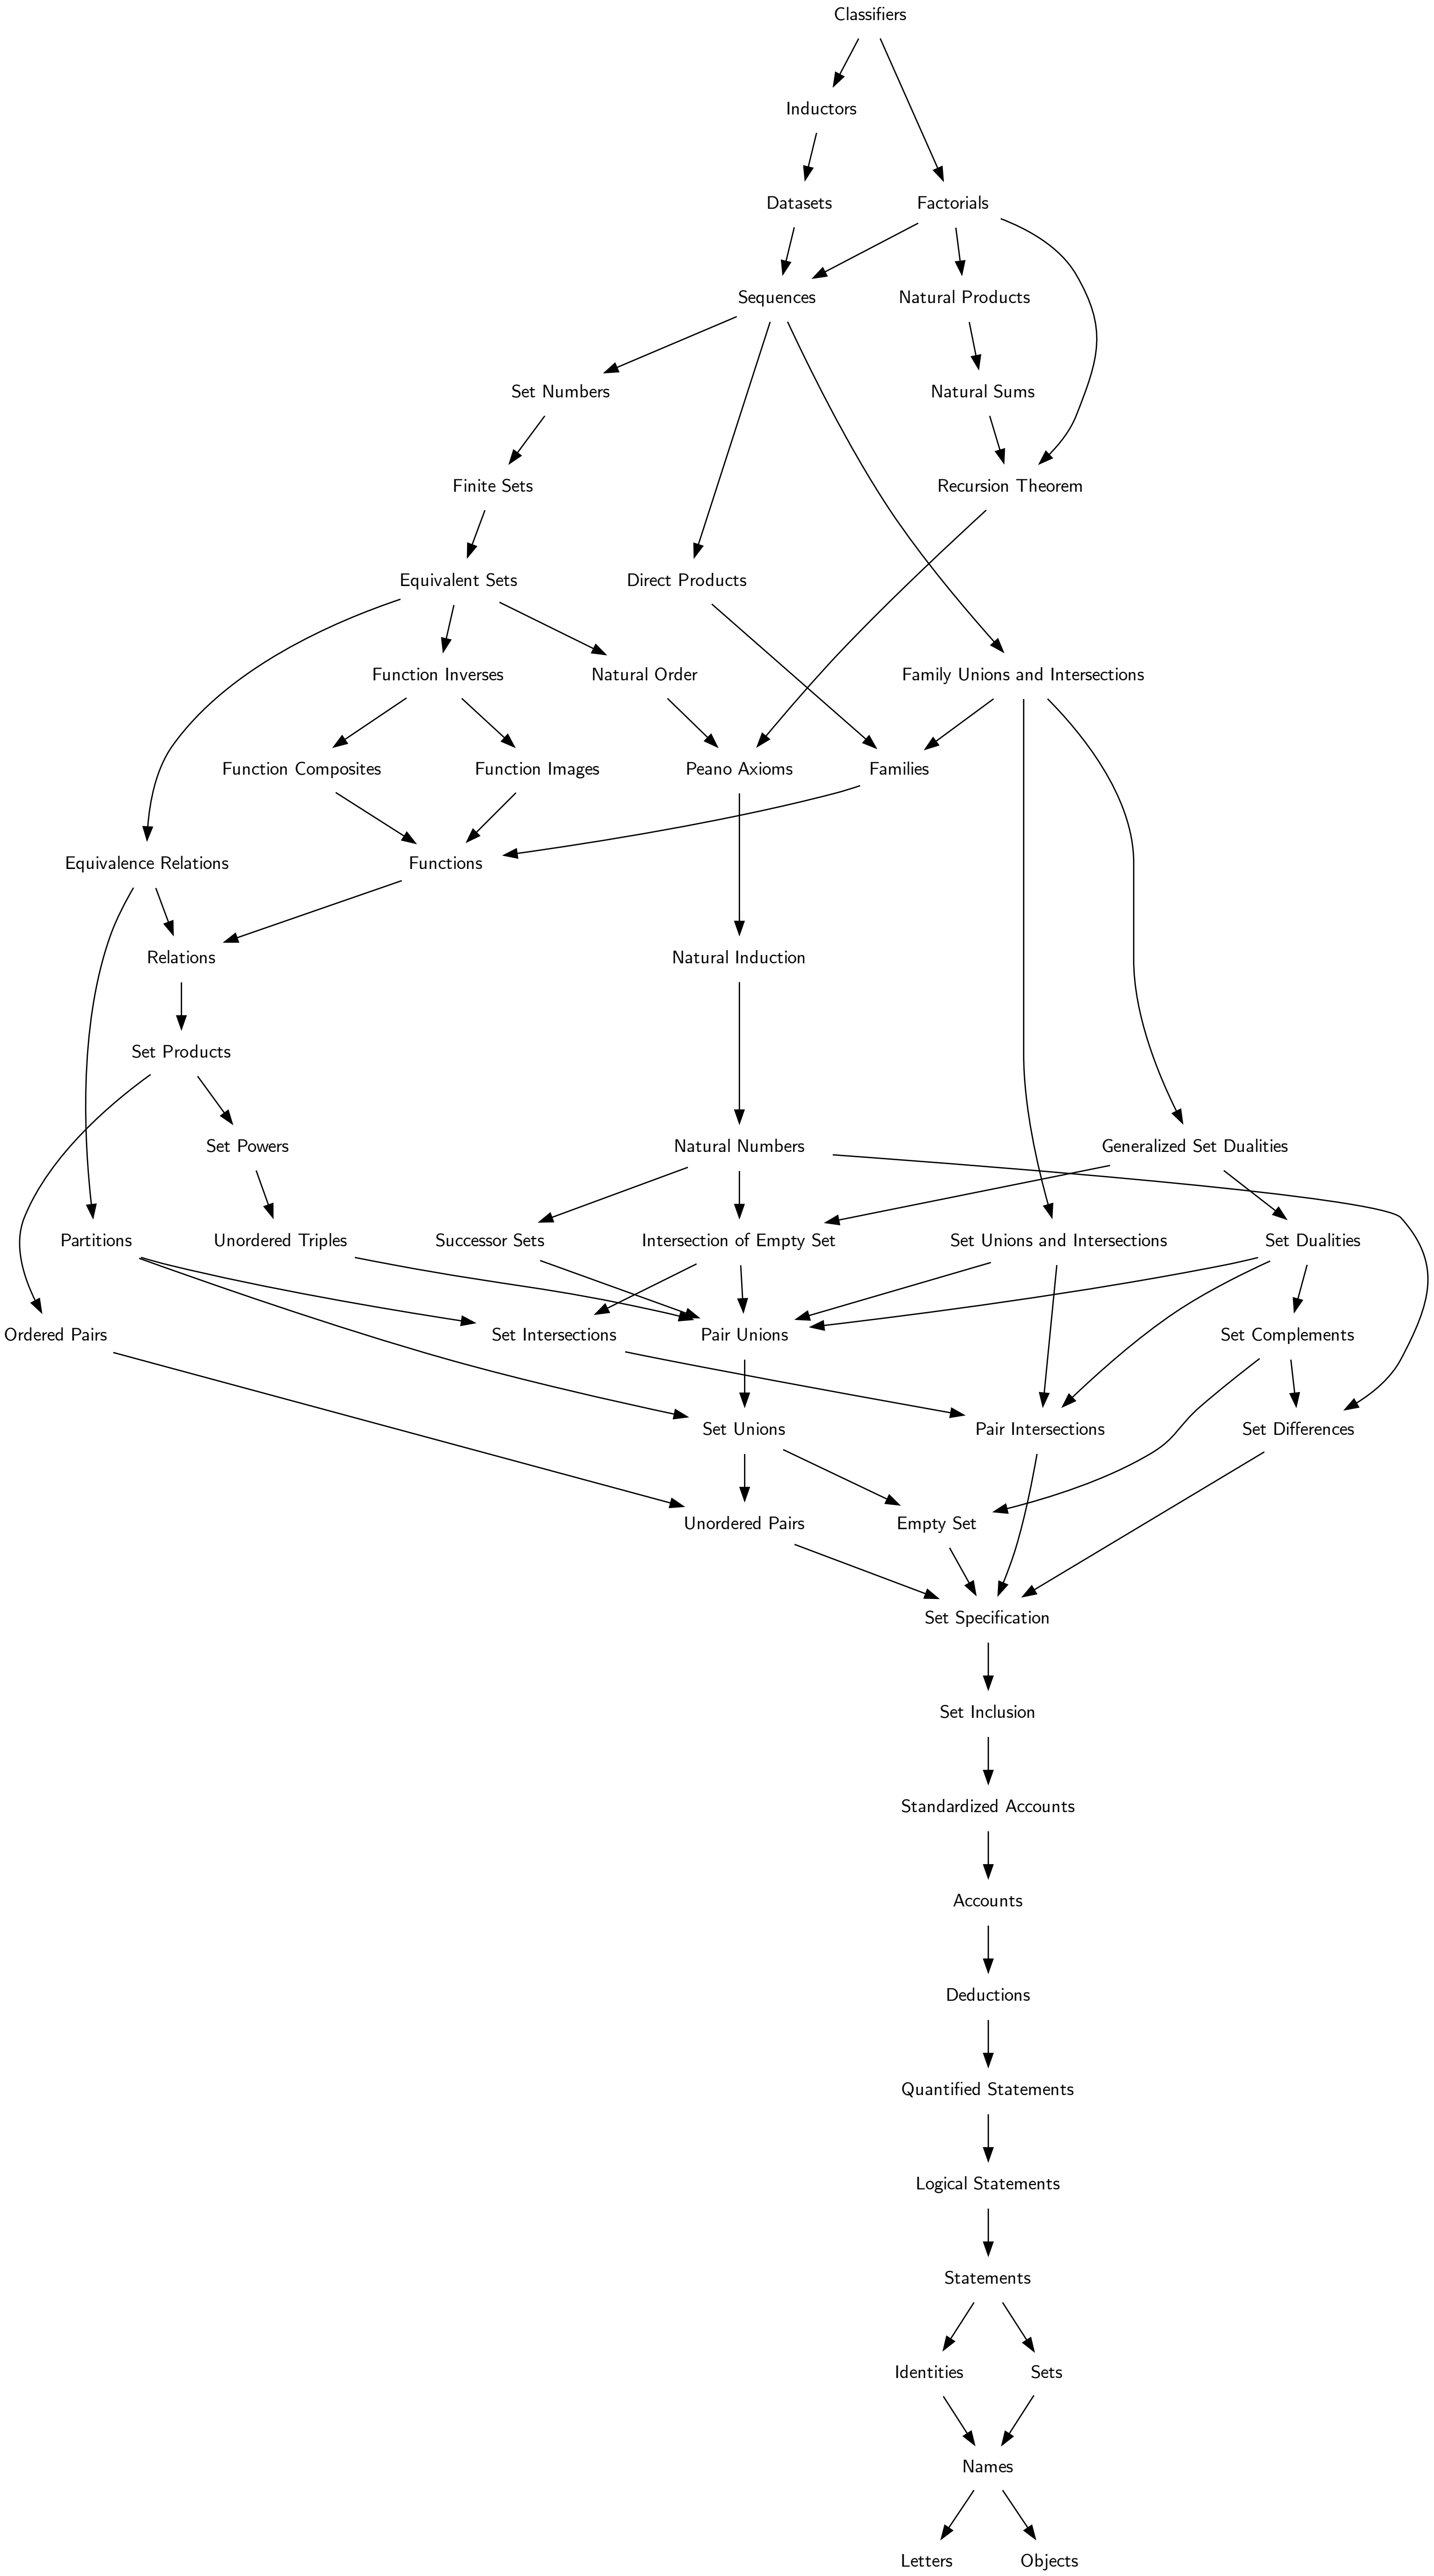 Classifiers
Inductors
Datasets
Factorials
Sequences
Natural Products
Set Numbers
Natural Sums
Finite Sets
Recursion Theorem
Equivalent Sets
Direct Products
Function Inverses
Natural Order
Family Unions and Intersections
Function Composites
Function Images
Peano Axioms
Families
Equivalence Relations
Functions
Relations
Natural Induction
Set Products
Set Powers
Natural Numbers
Generalized Set Dualities
Partitions
Unordered Triples
Successor Sets
Intersection of Empty Set
Set Unions and Intersections
Set Dualities
Ordered Pairs
Set Intersections
Pair Unions
Set Complements
Set Unions
Pair Intersections
Set Differences
Unordered Pairs
Empty Set
Set Specification
Set Inclusion
Standardized Accounts
Accounts
Deductions
Quantified Statements
Logical Statements
Statements
Identities
Sets
Names
Letters
Objects